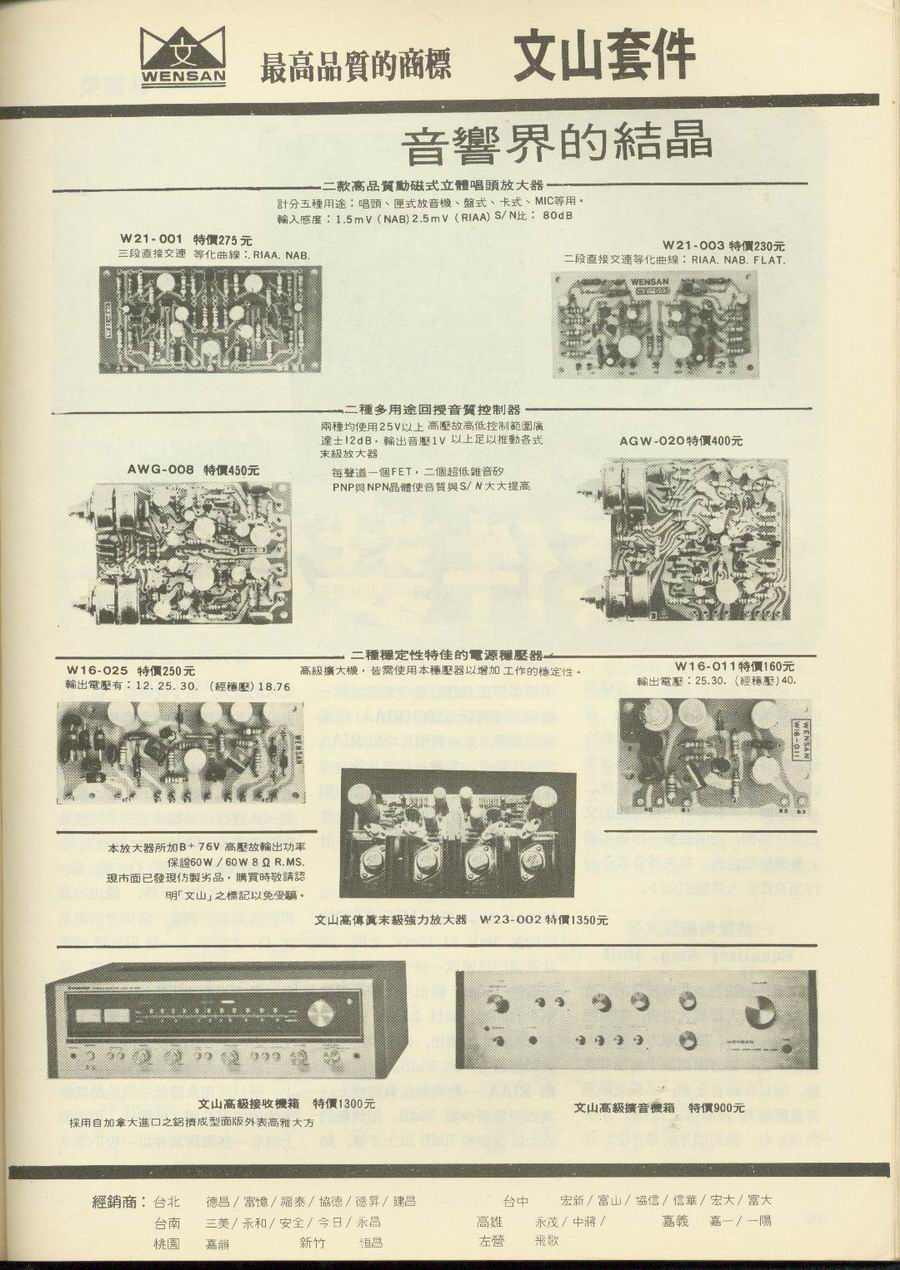 WENSAN
最高品質的商標
文山套件
音響界的結晶
二款高品質動磁式立體唱頭放大器
計分五種用途：唱頭、匣式放音機、盤式、卡式、MIC等用。
輸入感度：1.5mV (NAB) 2.5mV (RIAA) S/N比： 80dB
W21-001 特價275元
三段直接交連 等化曲線：RIAA. NAB.
W21-003 特價230元
二段直接交連等化曲線：RIAA. NAB. FLAT.
WENSAN
二種多用途回授音質控制器
兩種均使用25V以上 高壓故高低控制範圍廣
達士12dB，輸出音壓1V 以上足以推動各式
末級放大器
每聲道一個FET，二個超低雜音矽
PNP與NPN晶體使音質與S/N大大提高
AWG-008 特價450元
AGW-020特價400元
二種穩定性特佳的電源穩壓器
高級擴大機，皆需使用本穩壓器以增加工作的穩定性。
W16-025 特價250元
輸出電壓有：12. 25. 30. (經穩壓) 18.76
W16-011特價160元
輸出電壓：25.30. (經穩壓) 40.
WENSAN
WENSAN
W16-011
本放大器所加B+ 76V 高壓故輸出功率
保證60W / 60W 8Ω R.MS.
現市面已發現仿製劣品，購買時敬請認
明「文山」之標記以免受騙。
文山高傳眞末級強力放大器 W23-002 特價1350元
文山高級接收機箱 特價1300元
採用自加拿大進口之鋁擠成型面版外表高雅大方
文山高級擴音機箱 特價900元
經銷商：台北 德昌/富憶/福泰/協德/德昇/建昌
台中 宏新/富山/協信/信華/宏大/富大
台南 三美/永和/安全/今日/永昌
高雄 永茂/中蔣/
嘉義 嘉一/一陽
桃園 嘉韻
新竹 恒昌
左營 飛歌